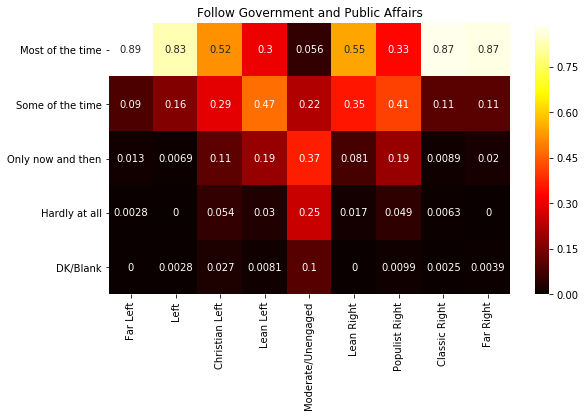 Follow Government and Public Affairs
Most of the time 0.89 0.83 0.52 0.3 0.056 0.55 0.33 0.87 0.87
Some of the time 0.09 0.16 0.29 0.47 0.22 0.35 0.41 0.11 0.11
Only now and then 0.013 0.0069 0.11 0.19 0.37 0.081 0.19 0.0089 0.02
Hardly at all 0.0028 0 0.054 0.03 0.25 0.017 0.049 0.0063 0
DK/Blank 0 0.0028 0.027 0.0081 0.1 0 0.0099 0.0025 0.0039
Far Left
Left
Christian Left
Lean Left
Moderate/Unengaged
Lean Right
Populist Right
Classic Right
Far Right
0.75
0.60
0.45
0.30
0.15
0.00